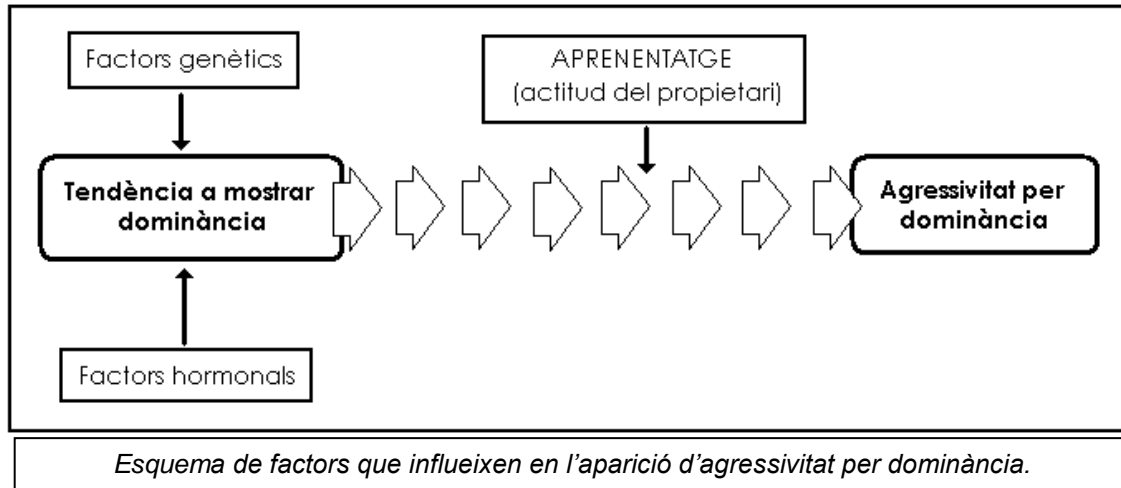 Factors genètics
APRENENTATGE
(actitud del propietari)
Tendència a mostrar
dominància
Agressivitat per
dominància
Factors hormonals
Esquema de factors que influeixen en l’aparició d’agressivitat per dominància.